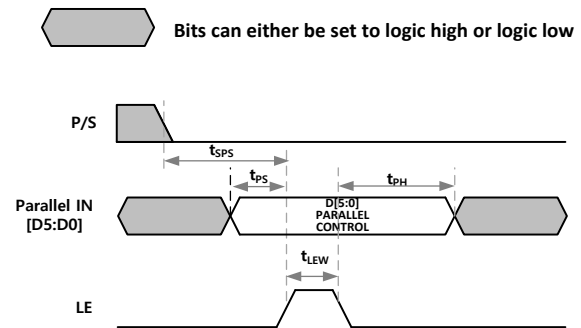 Bits can either be set to logic high or logic low
P/S
tSPS
tPS
tPH
Parallel IN
[D5:D0]
D[5:0]
PARALLEL
CONTROL
tLEW
LE